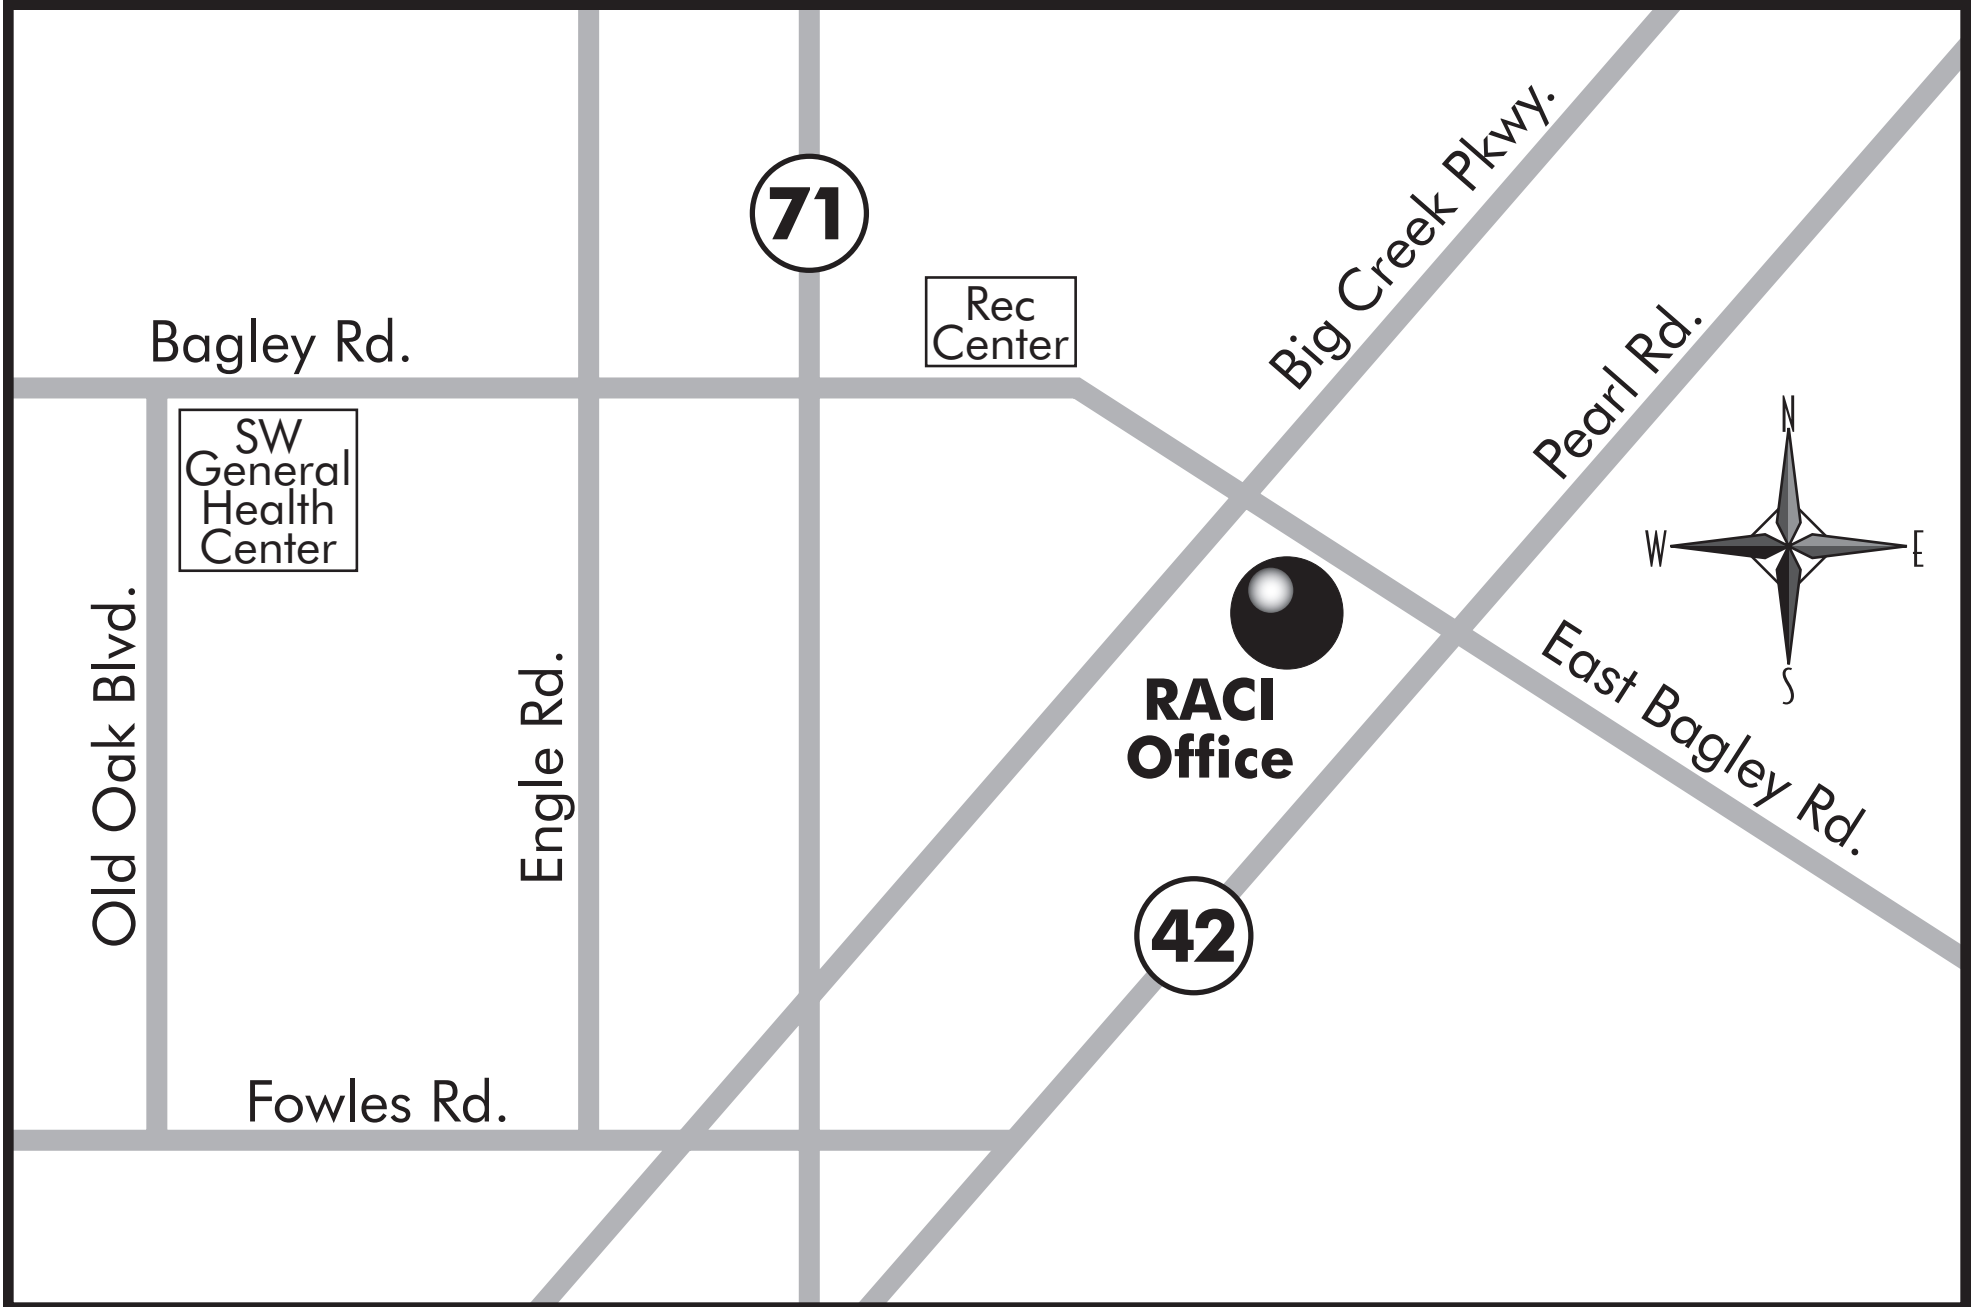 71
Big Creek Pkwy.
Rec
Center
Bagley Rd.
Pearl Rd.
N
W
E
S
SW
General
Health
Center
Old Oak Blvd.
Engle Rd.
East Bagley Rd.
RACI
Office
42
Fowles Rd.